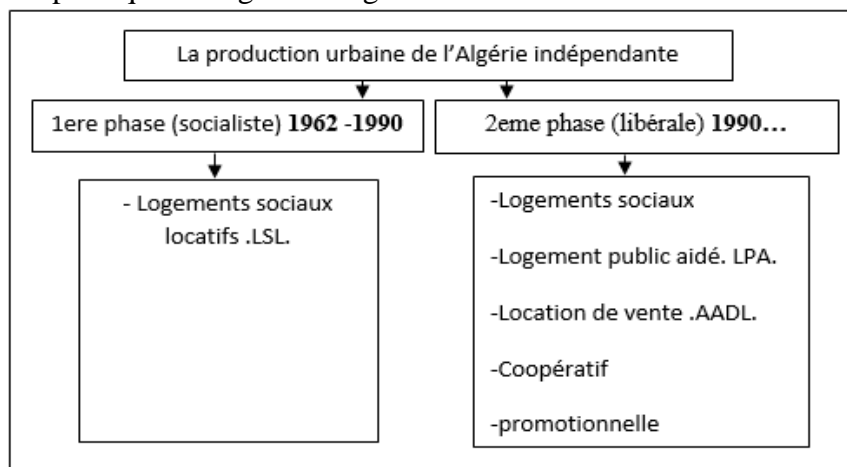 La production urbaine de l'Algérie indépendante
1ere phase (socialiste) 1962 -1990
2eme phase (libérale) 1990...
- Logements sociaux
locatifs .LSL.
-Logements sociaux
-Logement public aidé. LPA.
-Location de vente .AADL.
-Coopératif
-promotionnelle